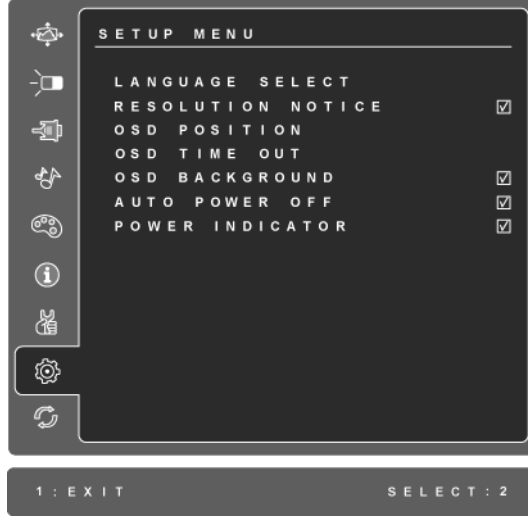 SETUP MENU
LANGUAGE SELECT
RESOLUTION NOTICE
OSD POSITION
OSD TIME OUT
OSD BACKGROUND
AUTO POWER OFF
POWER INDICATOR
1:EXIT SELECT:2